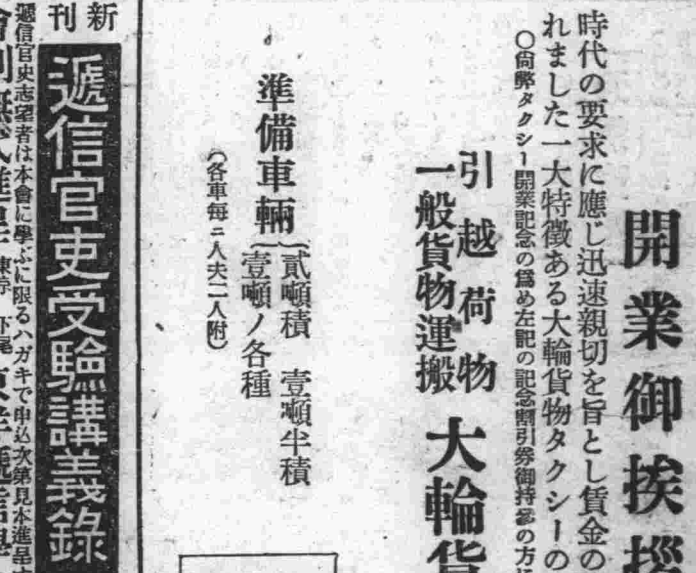 開業御挨拶
時代の要求に應じ迅速親切を旨とし賃金の
れました一大特徴ある大輪貨物タクシーの
〇尙弊タクシー開業記念の爲め左記の記念割引券御持參の方
引越荷物
一般貨物運搬
大輪貨
準備車輛
貳噸積 壹噸半積
壹噸ノ各種
(各車每ニ人夫二人附)
新刊
遞信官吏受驗講義錄
遞信官吏志望者は本會に學ぶに限るハガキで申込次第見本進呈